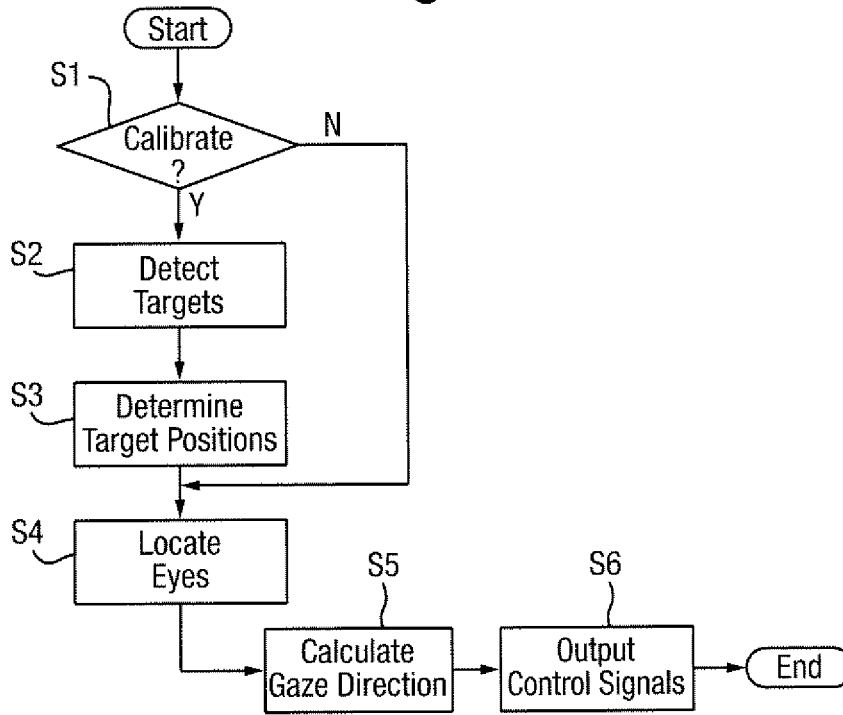 Start
S1
Calibrate
?
N
Y
S2
Detect
Targets
S3
Determine
Target Positions
S4
Locate
Eyes
S5
Calculate
Gaze Direction
S6
Output
Control Signals
End